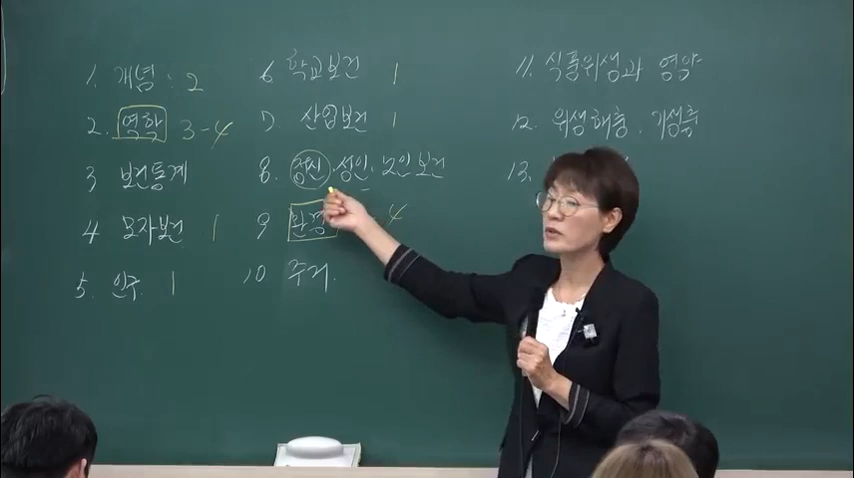 1. 개념 : 2
2. 역학 3-4
3 보건통계
4 모자보건 1
5. 인구 1
6 학교보건 1
7 산업보건 1
8. 정신·성인·노인보건
9 환경 4
10 주거.
11. 식품위생과 영양
12. 위생해충. 기생충
13.